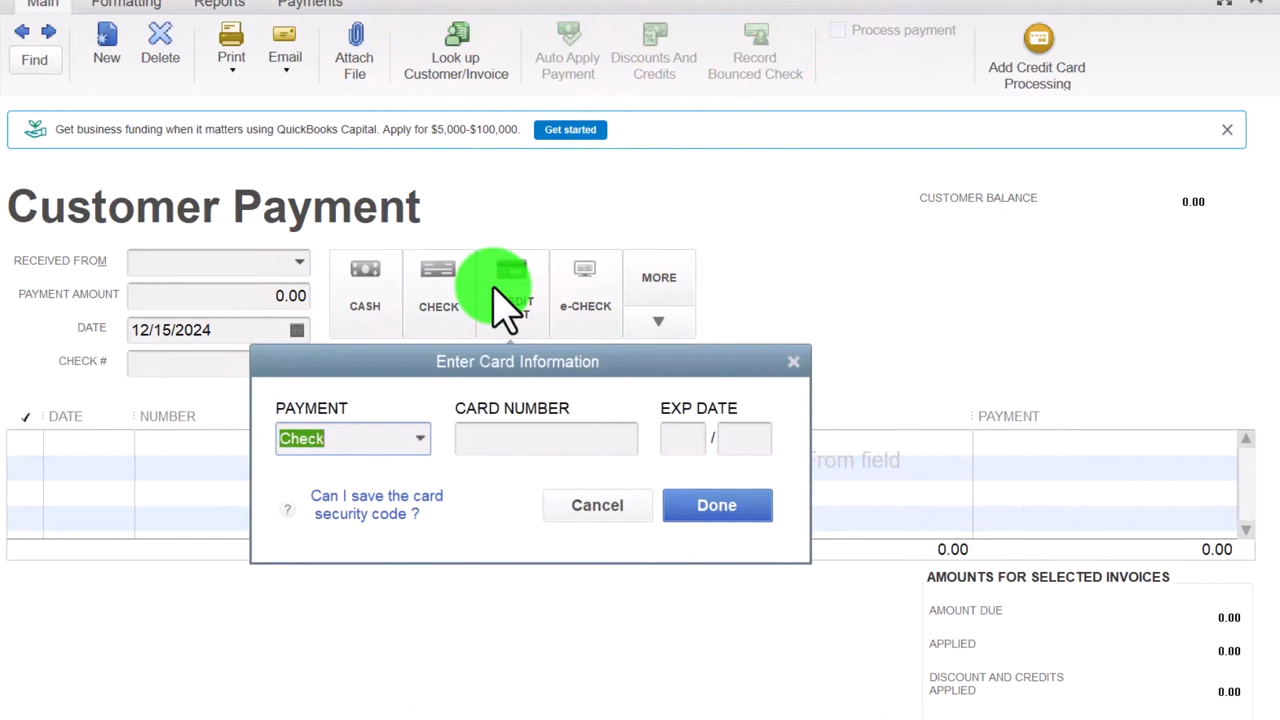 Main Formatting Reports Payments
Find
New
Delete
Print
Email
Attach
File
Look up
Customer/Invoice
Auto Apply
Payment
Discounts And
Credits
Record
Bounced Check
Process payment
Add Credit Card
Processing
Get business funding when it matters using QuickBooks Capital. Apply for $5,000-$100,000.
Get started
Customer Payment
CUSTOMER BALANCE 0.00
RECEIVED FROM
PAYMENT AMOUNT 0.00
DATE 12/15/2024
CHECK #
CASH
CHECK
e-CHECK
MORE
Enter Card Information
PAYMENT CARD NUMBER EXP DATE
Check /
? Can I save the card
security code ?
Cancel Done
DATE NUMBER PAYMENT
From field
0.00 0.00
AMOUNTS FOR SELECTED INVOICES
AMOUNT DUE 0.00
APPLIED 0.00
DISCOUNT AND CREDITS
APPLIED 0.00